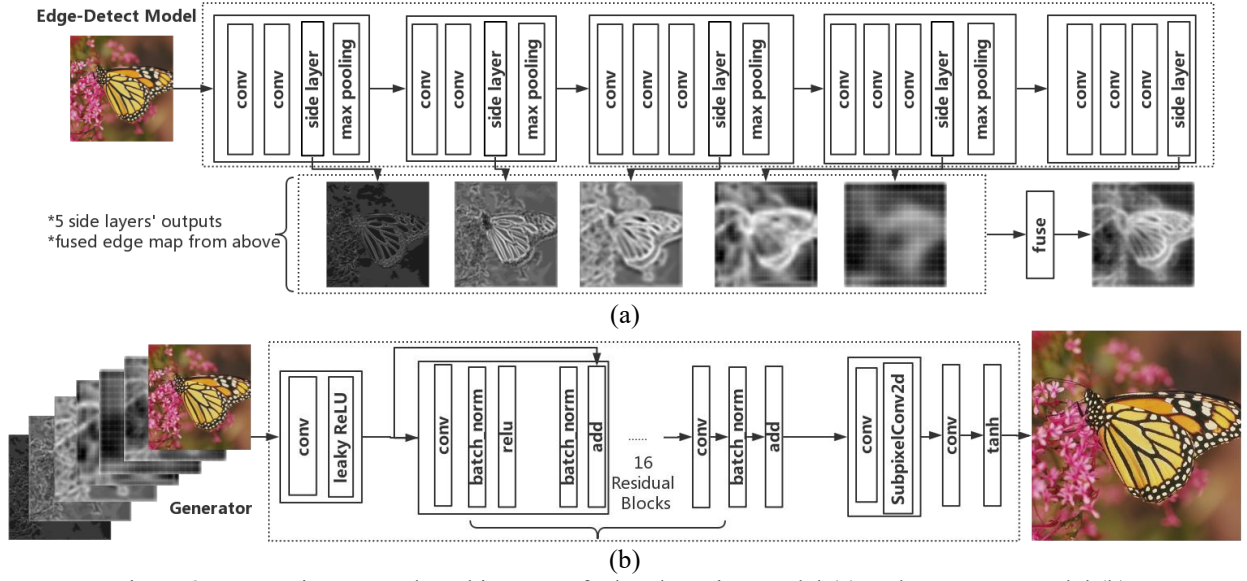 Edge-Detect Model
conv
conv
side layer
max pooling
conv
conv
side layer
max pooling
conv
conv
conv
side layer
max pooling
conv
conv
conv
side layer
max pooling
conv
conv
conv
side layer
*5 side layers' outputs
*fused edge map from above
fuse
(a)
Generator
conv
leaky ReLU
conv
batch_norm
relu
batch_norm
add
......
16
Residual
Blocks
conv
batch_norm
add
conv
SubpixelConv2d
conv
tanh
(b)